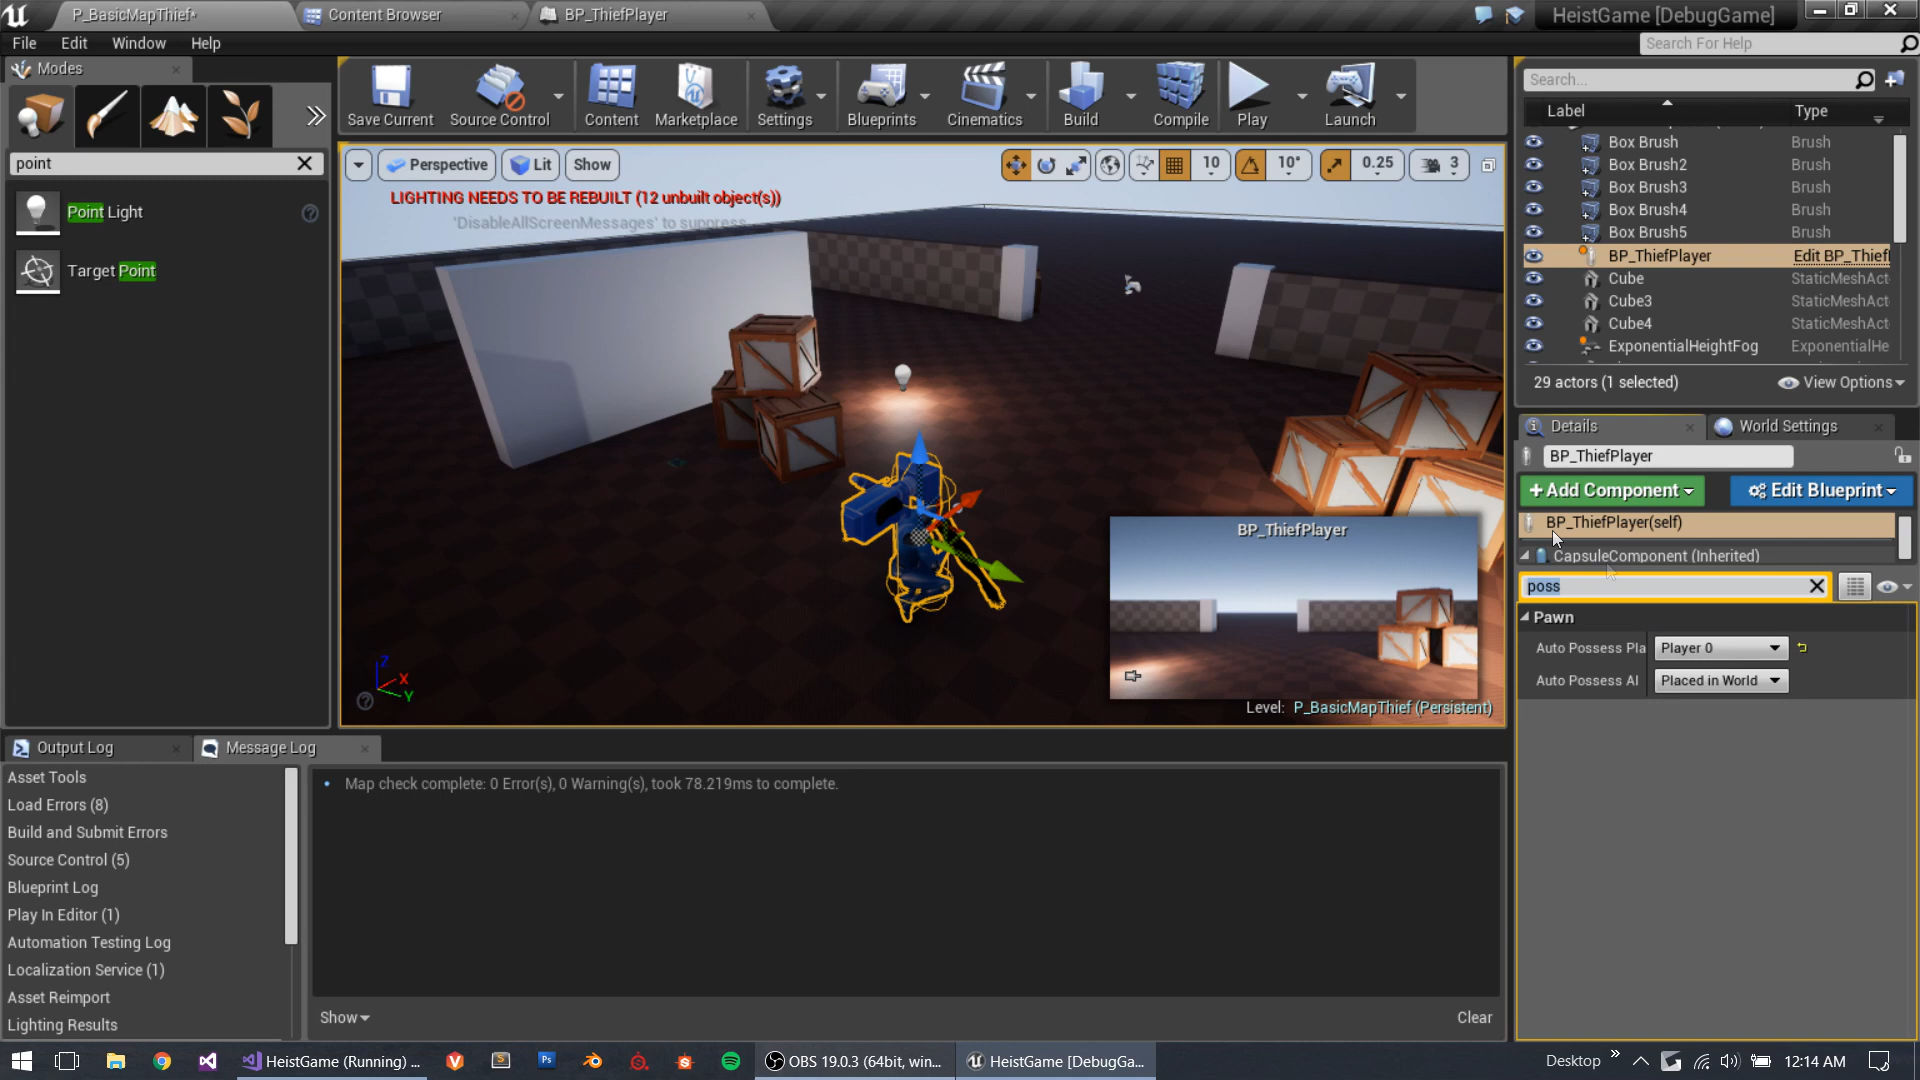 P_BasicMapThief*
Content Browser
BP_ThiefPlayer
HeistGame [DebugGame]
File
Edit
Window
Help
Search For Help
Modes
Save Current
Source Control
Content
Marketplace
Settings
Blueprints
Cinematics
Build
Compile
Play
Launch
point
Point Light
Target Point
Perspective
Lit
Show
10
10°
0.25
3
LIGHTING NEEDS TO BE REBUILT (12 unbuilt object(s))
'DisableAllScreenMessages' to suppress
BP_ThiefPlayer
Z
X
Y
Level: P_BasicMapThief (Persistent)
Search...
Label
Type
Box Brush Brush
Box Brush2 Brush
Box Brush3 Brush
Box Brush4 Brush
Box Brush5 Brush
BP_ThiefPlayer Edit BP_Thief
Cube StaticMeshAct
Cube3 StaticMeshAct
Cube4 StaticMeshAct
ExponentialHeightFog ExponentialHe
29 actors (1 selected)
View Options
Details
World Settings
BP_ThiefPlayer
+Add Component
Edit Blueprint
BP_ThiefPlayer(self)
CapsuleComponent (Inherited)
poss
Pawn
Auto Possess Pla
Player 0
Auto Possess AI
Placed in World
Output Log
Message Log
Asset Tools
Load Errors (8)
Build and Submit Errors
Source Control (5)
Blueprint Log
Play In Editor (1)
Automation Testing Log
Localization Service (1)
Asset Reimport
Lighting Results
Map check complete: 0 Error(s), 0 Warning(s), took 78.219ms to complete.
Show
Clear
HeistGame (Running) ...
Ps
OBS 19.0.3 (64bit, win...
HeistGame [DebugGa...
Desktop
12:14 AM